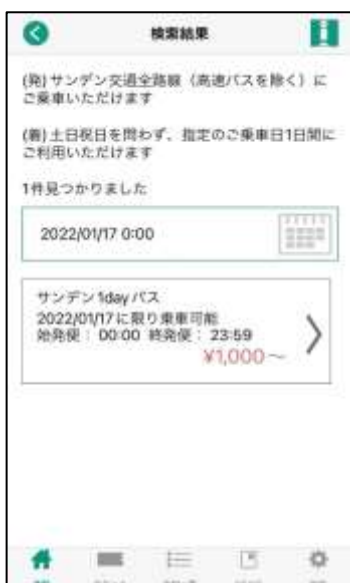 検索結果
(発)サンデン交通全路線（高速バスを除く）に
ご乗車いただけます
(着)土日祝日を問わず、指定のご乗車日1日間に
ご利用いただけます
1件見つかりました
2022/01/17 0:00
サンデン1dayパス
2022/01/17に限り乗車可能
始発便： 00:00 終発便： 23:59
¥1,000～